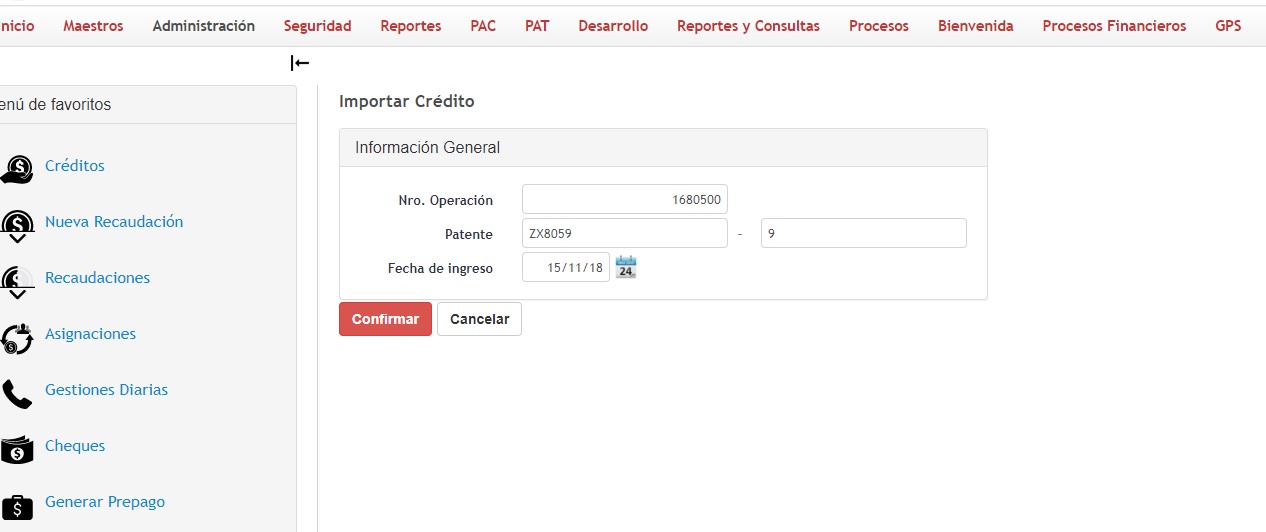 nicio Maestros Administración Seguridad Reportes PAC PAT Desarrollo Reportes y Consultas Procesos Bienvenida Procesos Financieros GPS
enú de favoritos
Créditos
Nueva Recaudación
Recaudaciones
Asignaciones
Gestiones Diarias
Cheques
Generar Prepago
Importar Crédito
Información General
Nro. Operación 1680500
Patente ZX8059 - 9
Fecha de ingreso 15/11/18 24
Confirmar Cancelar